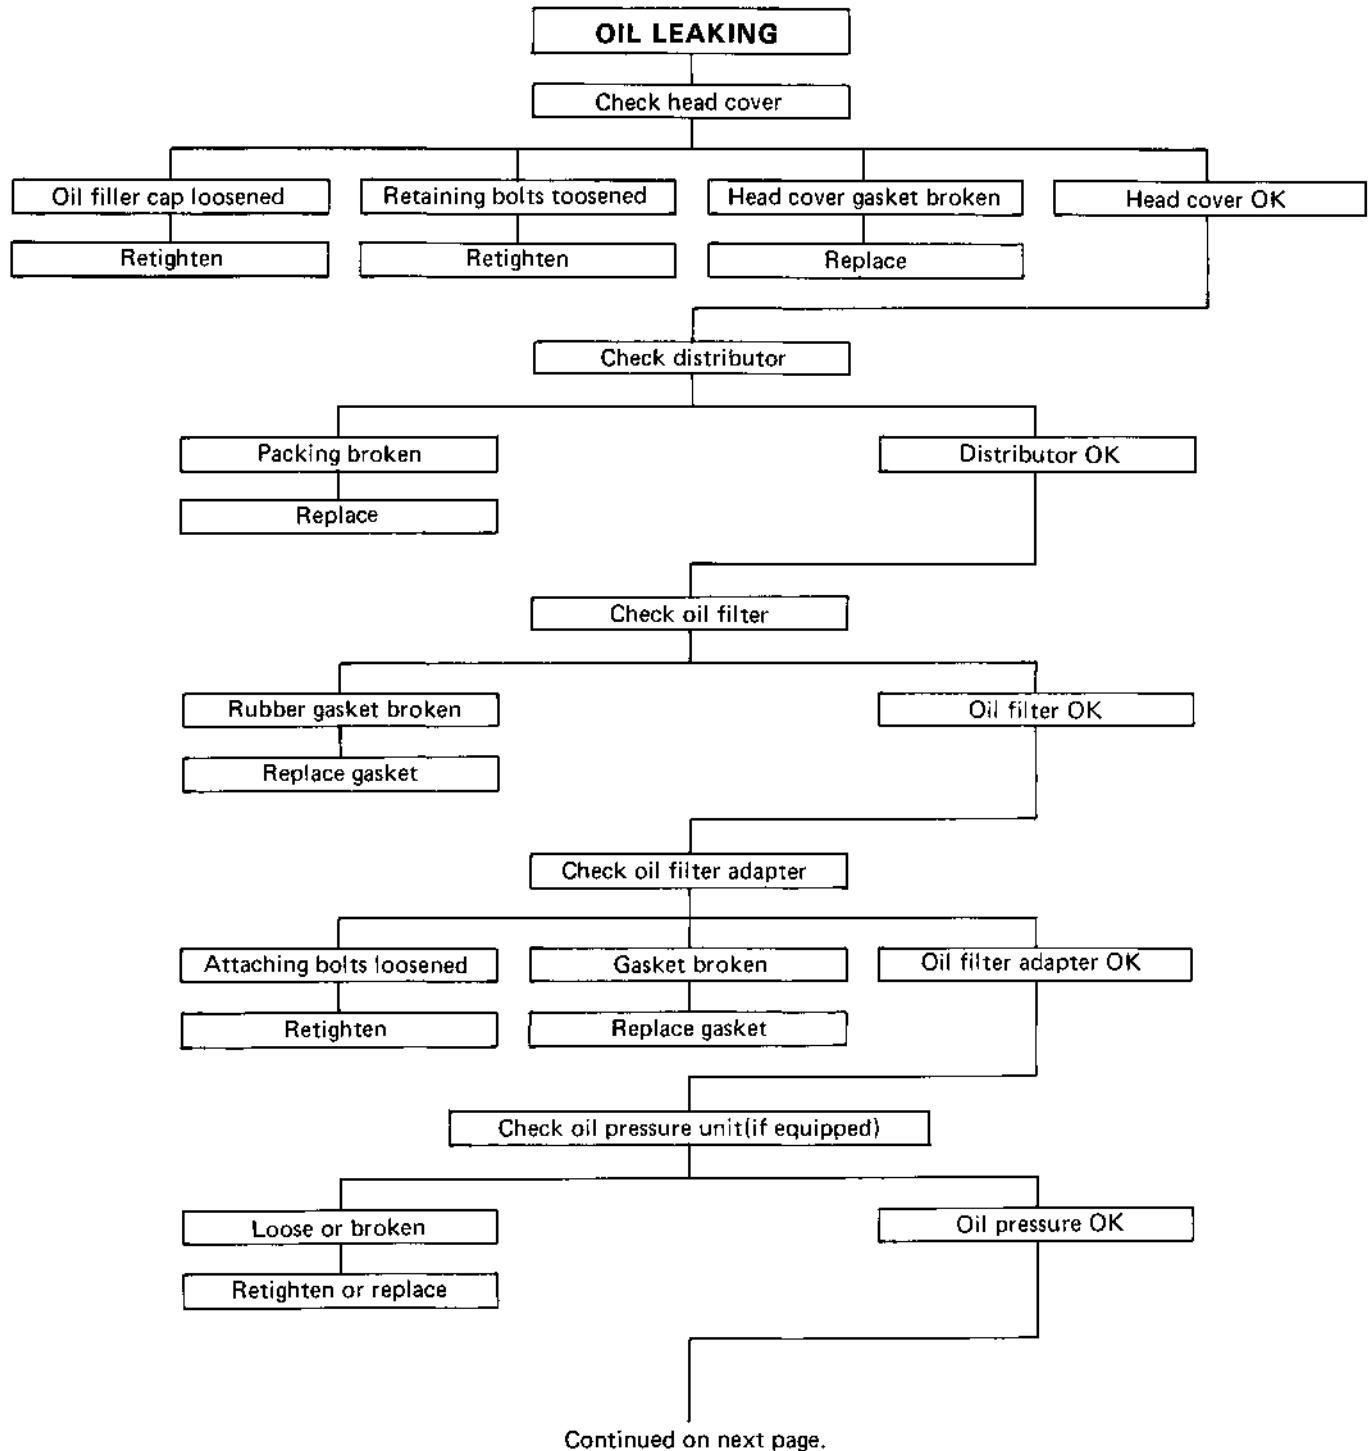 OIL LEAKING
Check head cover
Oil filler cap loosened
Retaining bolts toosened
Head cover gasket broken
Head cover OK
Retighten
Retighten
Replace
Check distributor
Packing broken
Distributor OK
Replace
Check oil filter
Rubber gasket broken
Oil filter OK
Replace gasket
Check oil filter adapter
Attaching bolts loosened
Gasket broken
Oil filter adapter OK
Retighten
Replace gasket
Check oil pressure unit(if equipped)
Loose or broken
Oil pressure OK
Retighten or replace
Continued on next page.